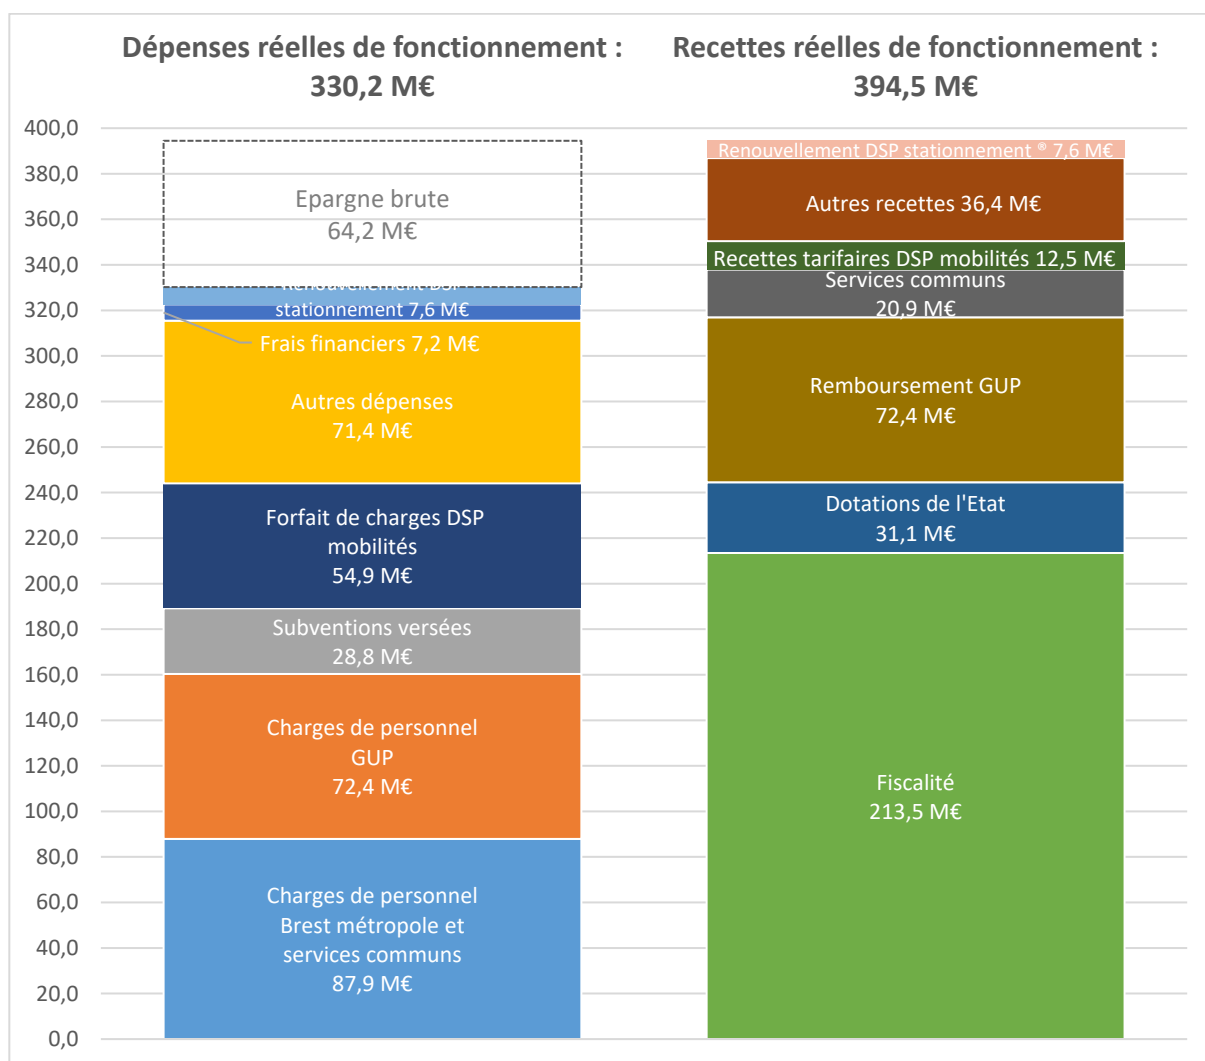 Dépenses réelles de fonctionnement :
330,2 M€
Recettes réelles de fonctionnement :
394,5 M€
400,0
380,0
360,0
340,0
320,0
300,0
280,0
260,0
240,0
220,0
200,0
180,0
160,0
140,0
120,0
100,0
80,0
60,0
40,0
20,0
0,0
Epargne brute
64,2 M€
Renouvellement DSP
stationnement 7,6 M€
Frais financiers 7,2 M€
Autres dépenses
71,4 M€
Forfait de charges DSP
mobilités
54,9 M€
Subventions versées
28,8 M€
Charges de personnel
GUP
72,4 M€
Charges de personnel
Brest métropole et
services communs
87,9 M€
Renouvellement DSP stationnement ® 7,6 M€
Autres recettes 36,4 M€
Recettes tarifaires DSP mobilités 12,5 M€
Services communs
20,9 M€
Remboursement GUP
72,4 M€
Dotations de l'Etat
31,1 M€
Fiscalité
213,5 M€